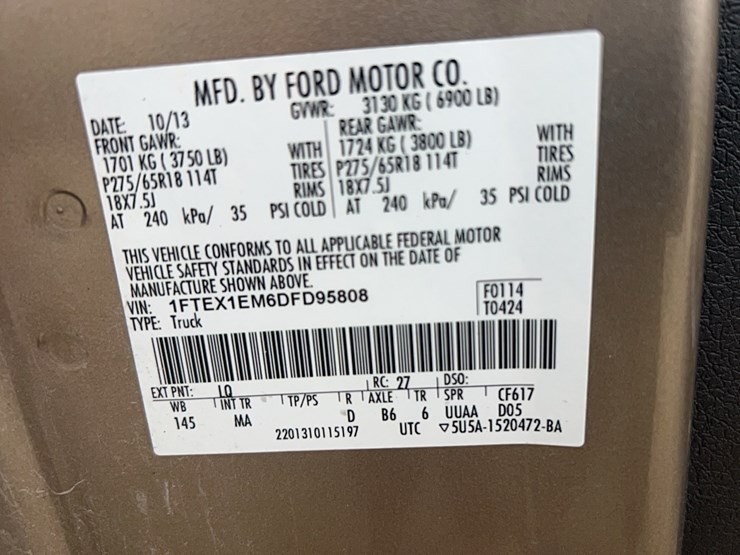 MFD. BY FORD MOTOR CO.
DATE: 10/13 GVWR: 3130 KG ( 6900 LB)
FRONT GAWR: REAR GAWR:
1701 KG ( 3750 LB) WITH 1724 KG ( 3800 LB) WITH
P275/65R18 114T TIRES P275/65R18 114T TIRES
18X7.5J RIMS 18X7.5J RIMS
AT 240 kPa/ 35 PSI COLD AT 240 kPa/ 35 PSI COLD
THIS VEHICLE CONFORMS TO ALL APPLICABLE FEDERAL MOTOR
VEHICLE SAFETY STANDARDS IN EFFECT ON THE DATE OF
MANUFACTURE SHOWN ABOVE.
VIN: 1FTEX1EM6DFD95808 F0114
TYPE: Truck T0424
EXT PNT: LQ RC: 27 DSO:
WB INT TR TP/PS R AXLE TR SPR CF617
145 MA D B6 6 UUAA D05
2201310115197 UTC ▽5U5A-1520472-BA